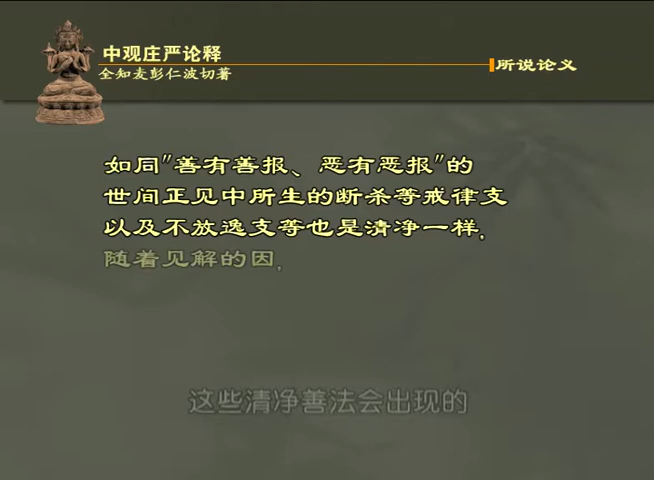 中观庄严论释
全知麦彭仁波切著
所说论义
如同"善有善报、恶有恶报"的
世间正见中所生的断杀等戒律支
以及不放逸支等也是清净一样，
随着见解的因，
这些清净善法会出现的